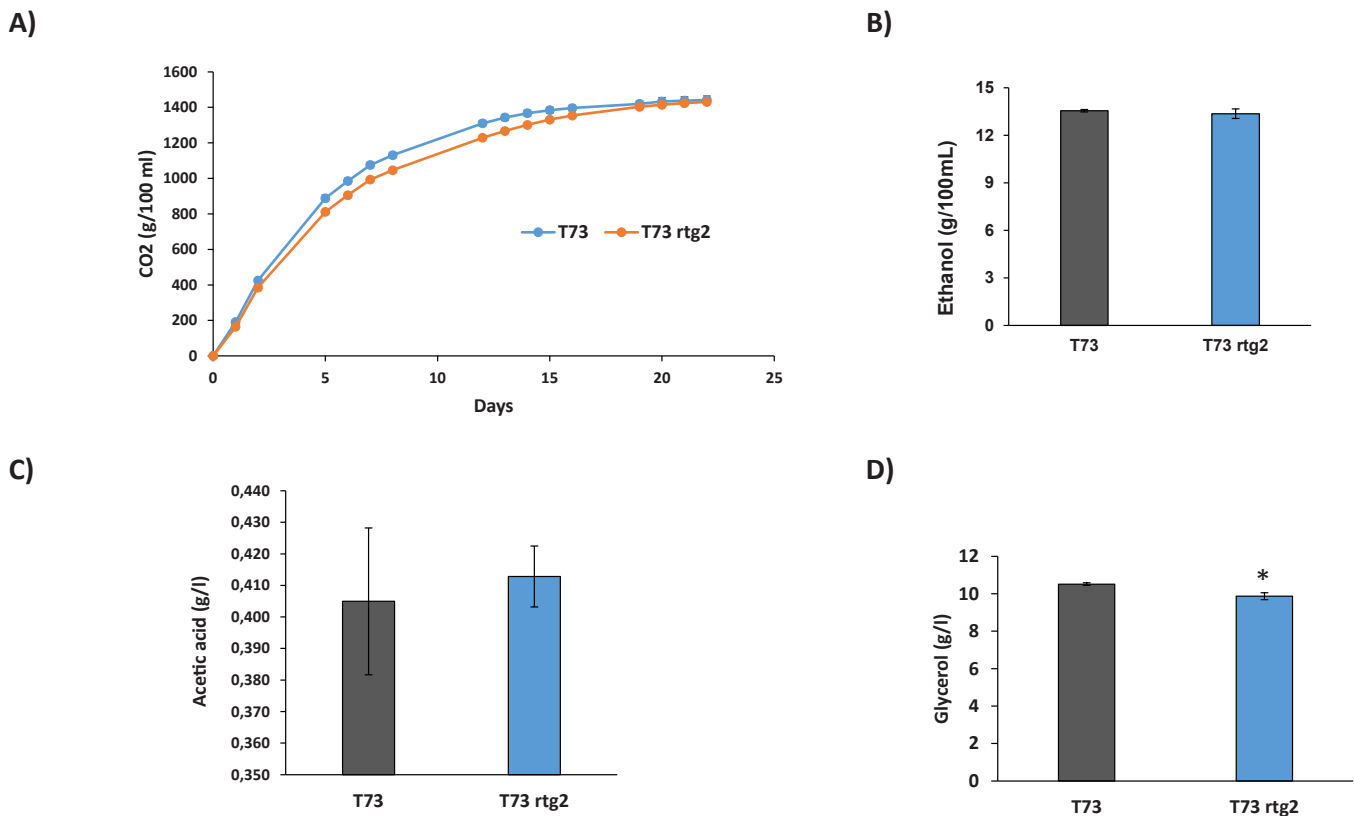 A)
1600
1400
1200
1000
800
600
400
200
0
CO2 (g/100 ml)
T73
T73 rtg2
0
5
10
15
20
25
Days
B)
15
12
9
6
3
0
Ethanol (g/100mL)
T73
T73 rtg2
C)
0,440
0,430
0,420
0,410
0,400
0,390
0,380
0,370
0,360
0,350
Acetic acid (g/l)
T73
T73 rtg2
D)
12
10
8
6
4
2
0
Glycerol (g/l)
*
T73
T73 rtg2